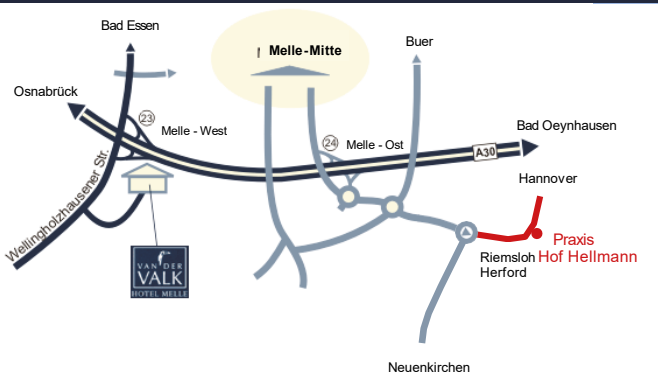 Bad Essen
Melle-Mitte
Buer
Osnabrück
23
Melle - West
24
Melle - Ost
A30
Bad Oeynhausen
Wellingholzhausener Str.
Hannover
Praxis
Hof Hellmann
Riemsloh
Herford
VAN DER
VALK
HOTEL MELLE
Neuenkirchen